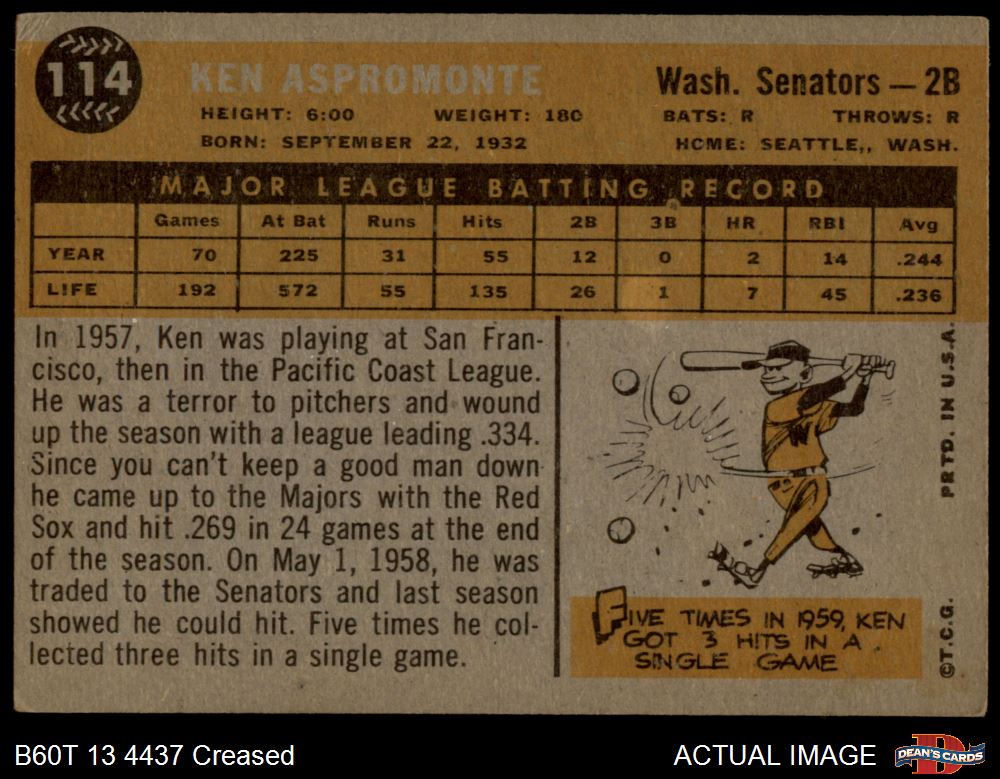 114
KEN ASPROMONTE
Wash. Senators — 2B
HEIGHT: 6:00 WEIGHT: 180 BATS: R THROWS: R
BORN: SEPTEMBER 22, 1932 HOME: SEATTLE,, WASH.
MAJOR LEAGUE BATTING RECORD
Games At Bat Runs Hits 2B 3B HR RBI Avg
YEAR 70 225 31 55 12 0 2 14 .244
LIFE 192 572 55 135 26 1 7 45 .236
In 1957, Ken was playing at San Fran-
cisco, then in the Pacific Coast League.
He was a terror to pitchers and wound
up the season with a league leading .334.
Since you can't keep a good man down
he came up to the Majors with the Red
Sox and hit .269 in 24 games at the end
of the season. On May 1, 1958, he was
traded to the Senators and last season
showed he could hit. Five times he col-
lected three hits in a single game.
W
FIVE TIMES IN 1959, KEN
GOT 3 HITS IN A
SINGLE GAME
©T.C.G. PRTD. IN U.S.A.
B60T 13 4437 Creased
ACTUAL IMAGE
DEAN'S CARDS